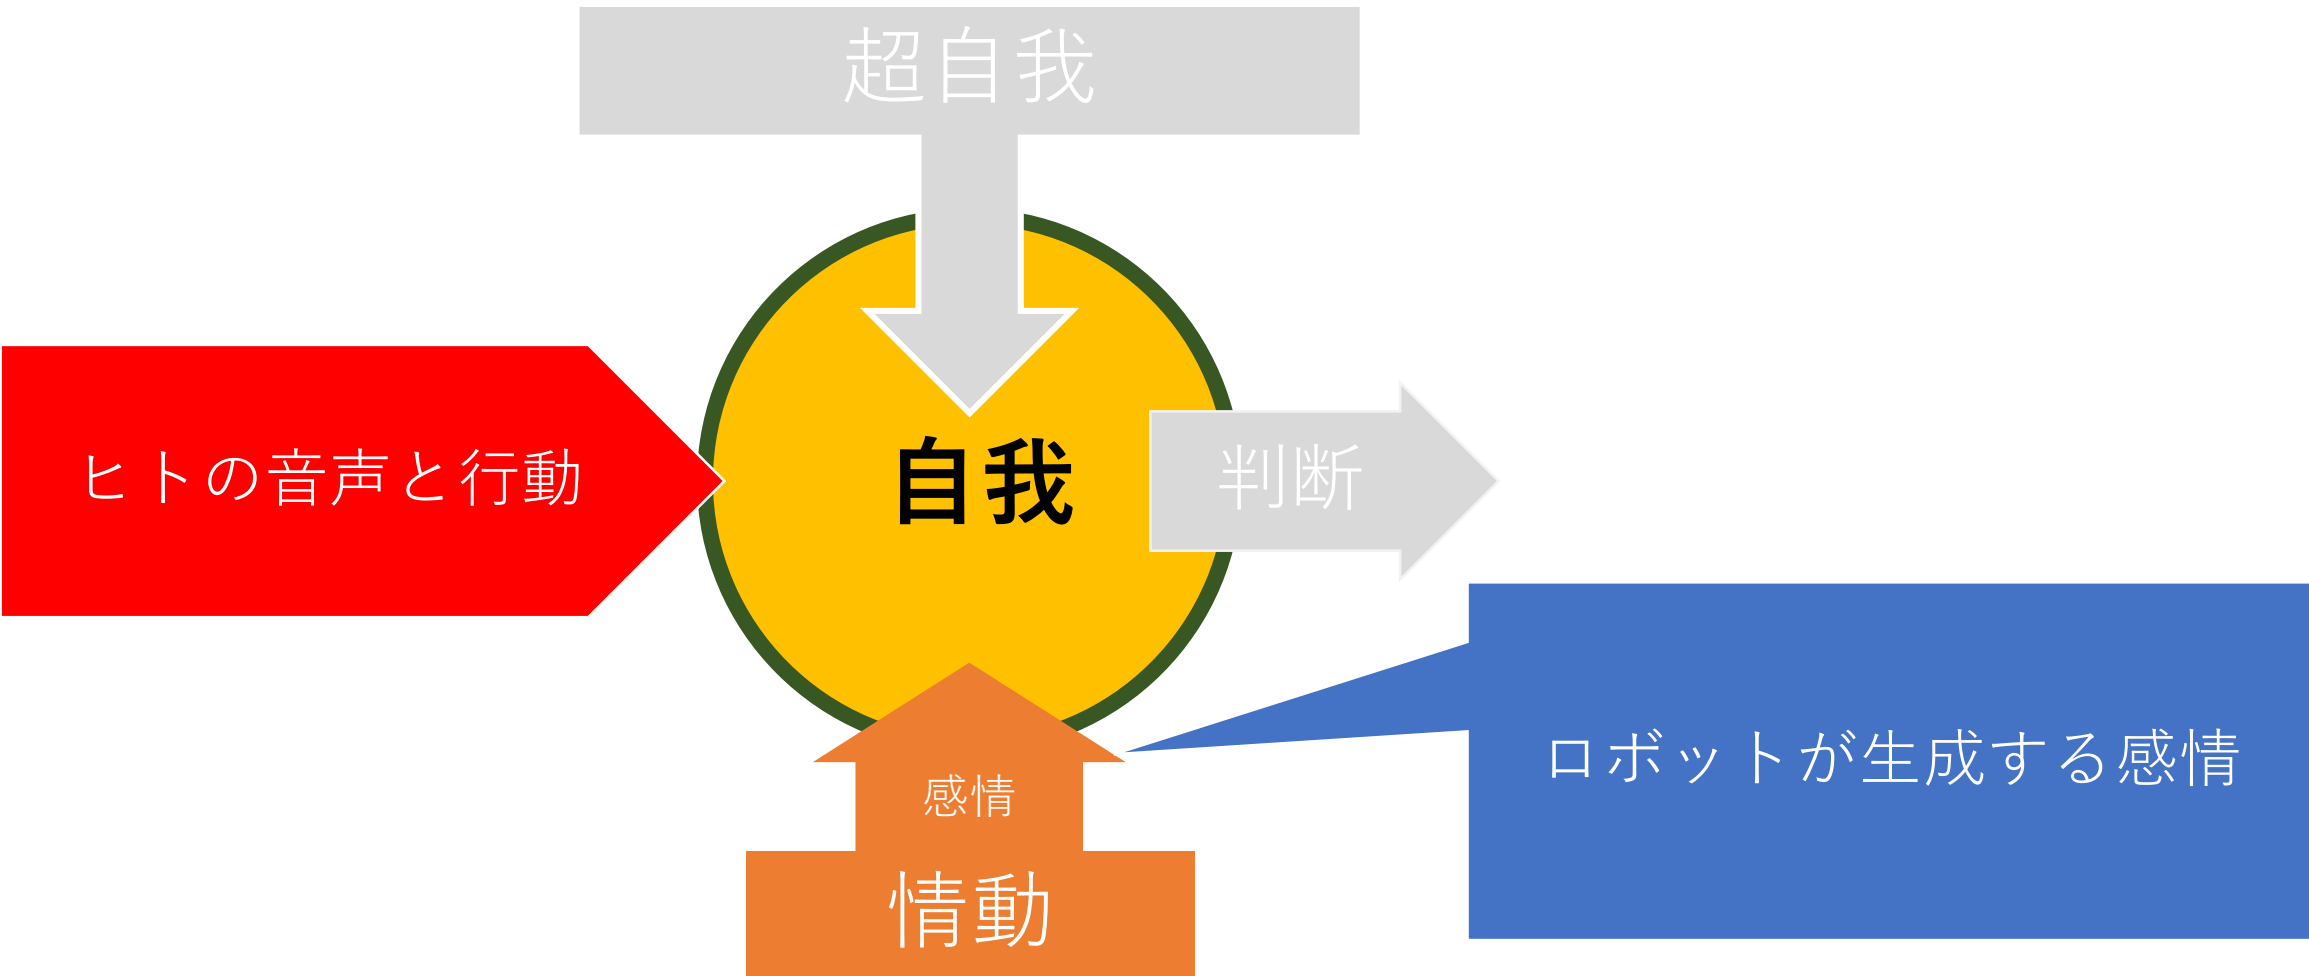 超自我
ヒトの音声と行動
自我
判断
ロボットが生成する感情
感情
情動